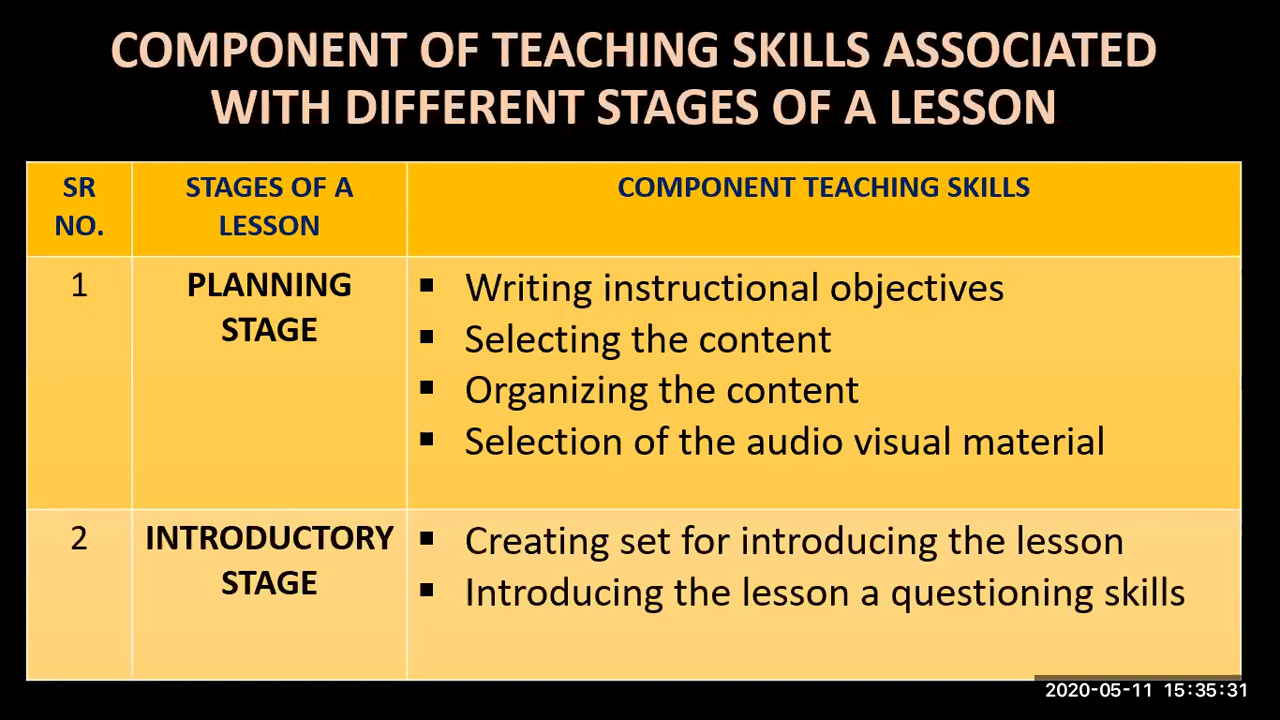 COMPONENT OF TEACHING SKILLS ASSOCIATED
WITH DIFFERENT STAGES OF A LESSON
SR
NO.
STAGES OF A
LESSON
COMPONENT TEACHING SKILLS
1
PLANNING
STAGE
▪ Writing instructional objectives
▪ Selecting the content
▪ Organizing the content
▪ Selection of the audio visual material
2
INTRODUCTORY
STAGE
▪ Creating set for introducing the lesson
▪ Introducing the lesson a questioning skills
2020-05-11 15:35:31